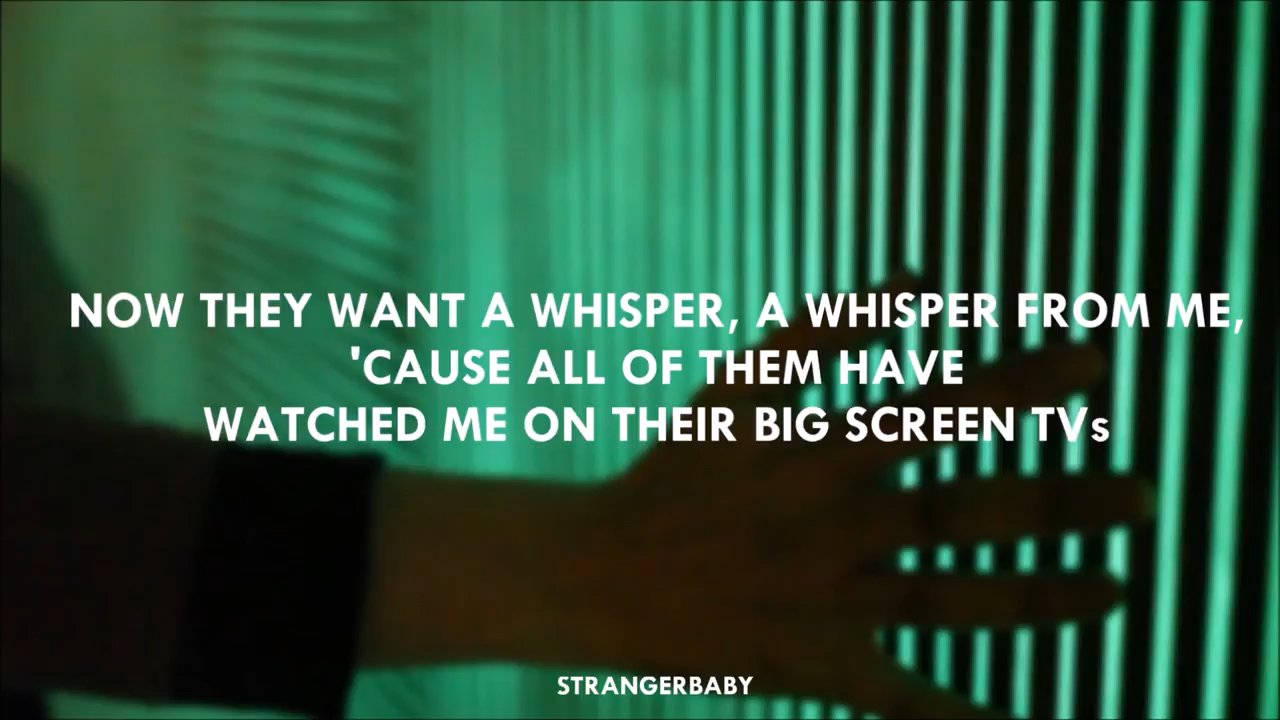 NOW THEY WANT A WHISPER, A WHISPER FROM ME,
'CAUSE ALL OF THEM HAVE
WATCHED ME ON THEIR BIG SCREEN TVs
STRANGERBABY